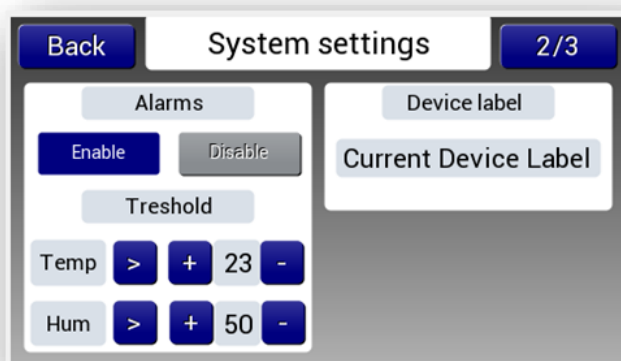 Back System settings 2/3
Alarms
Enable Disable
Treshold
Temp > + 23 -
Hum > + 50 -
Device label
Current Device Label